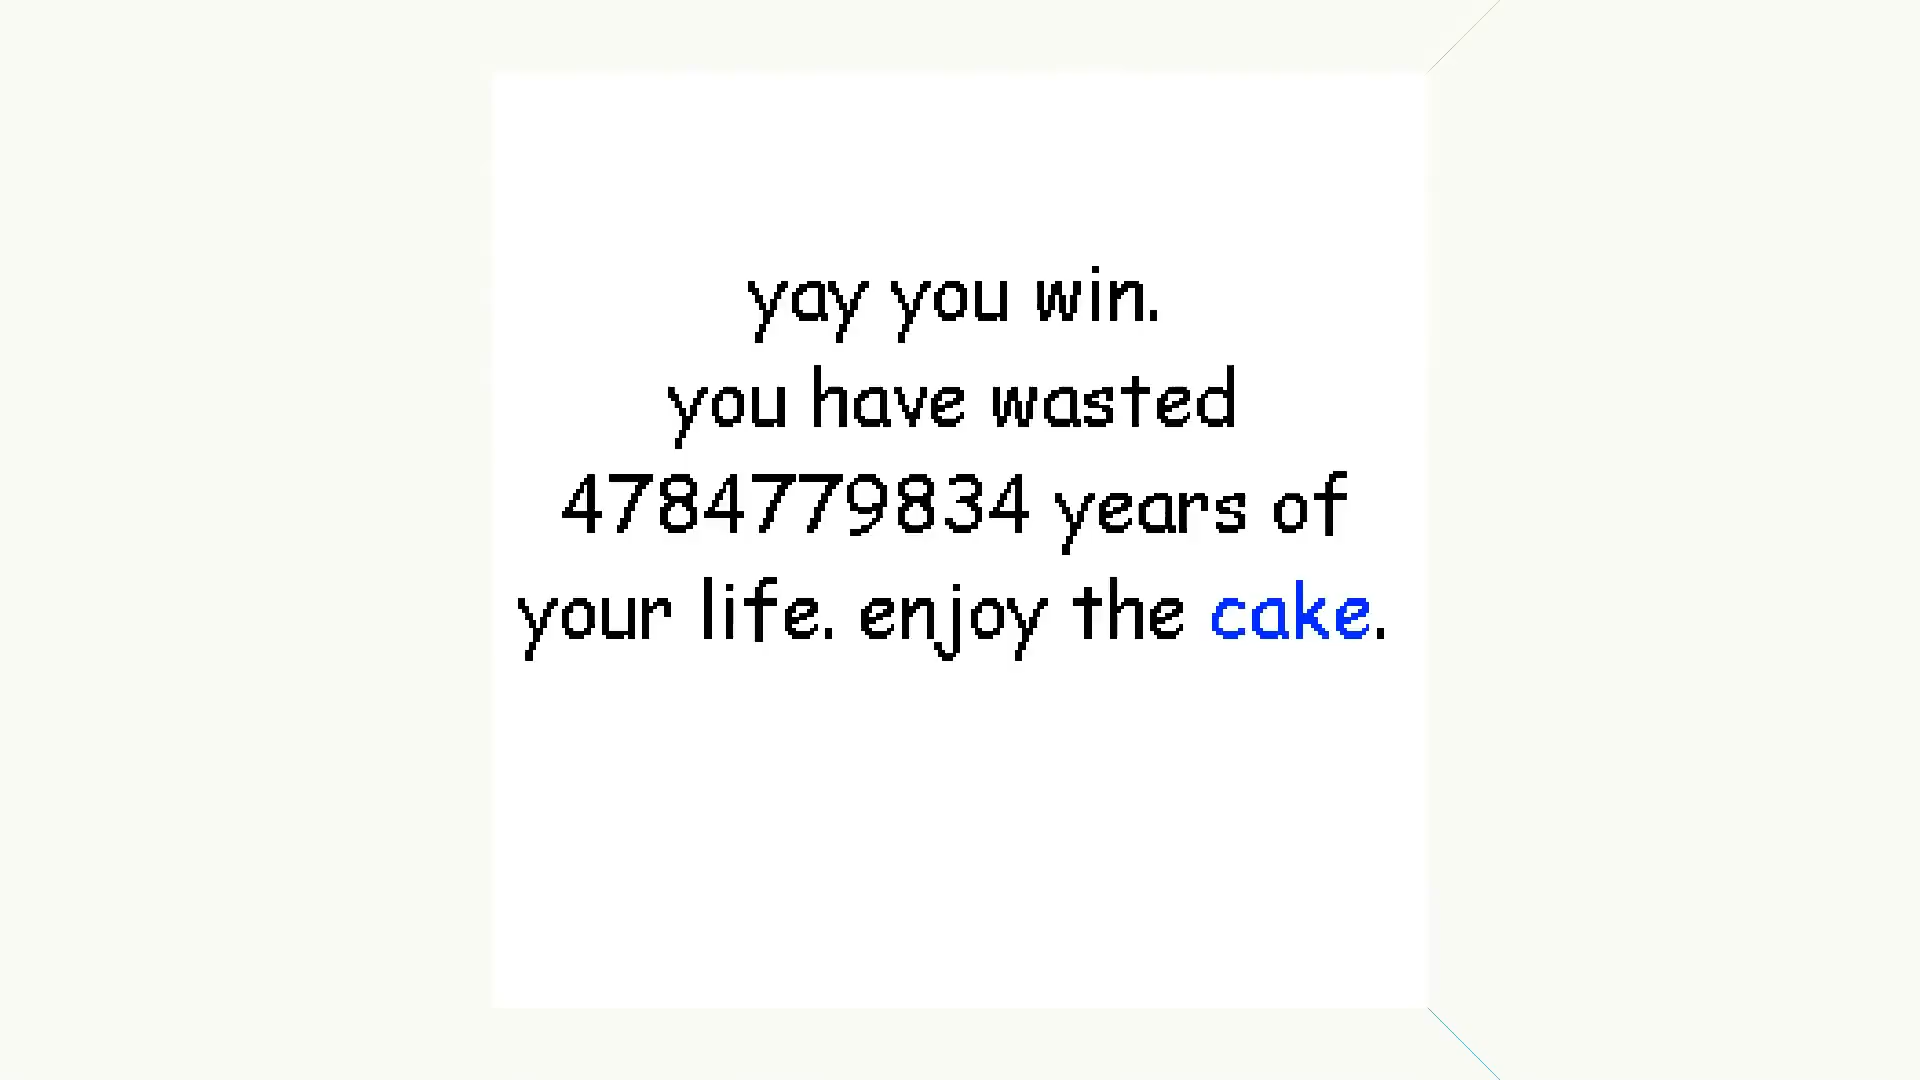 yay you win.
you have wasted
4784779834 years of
your life. enjoy the cake.